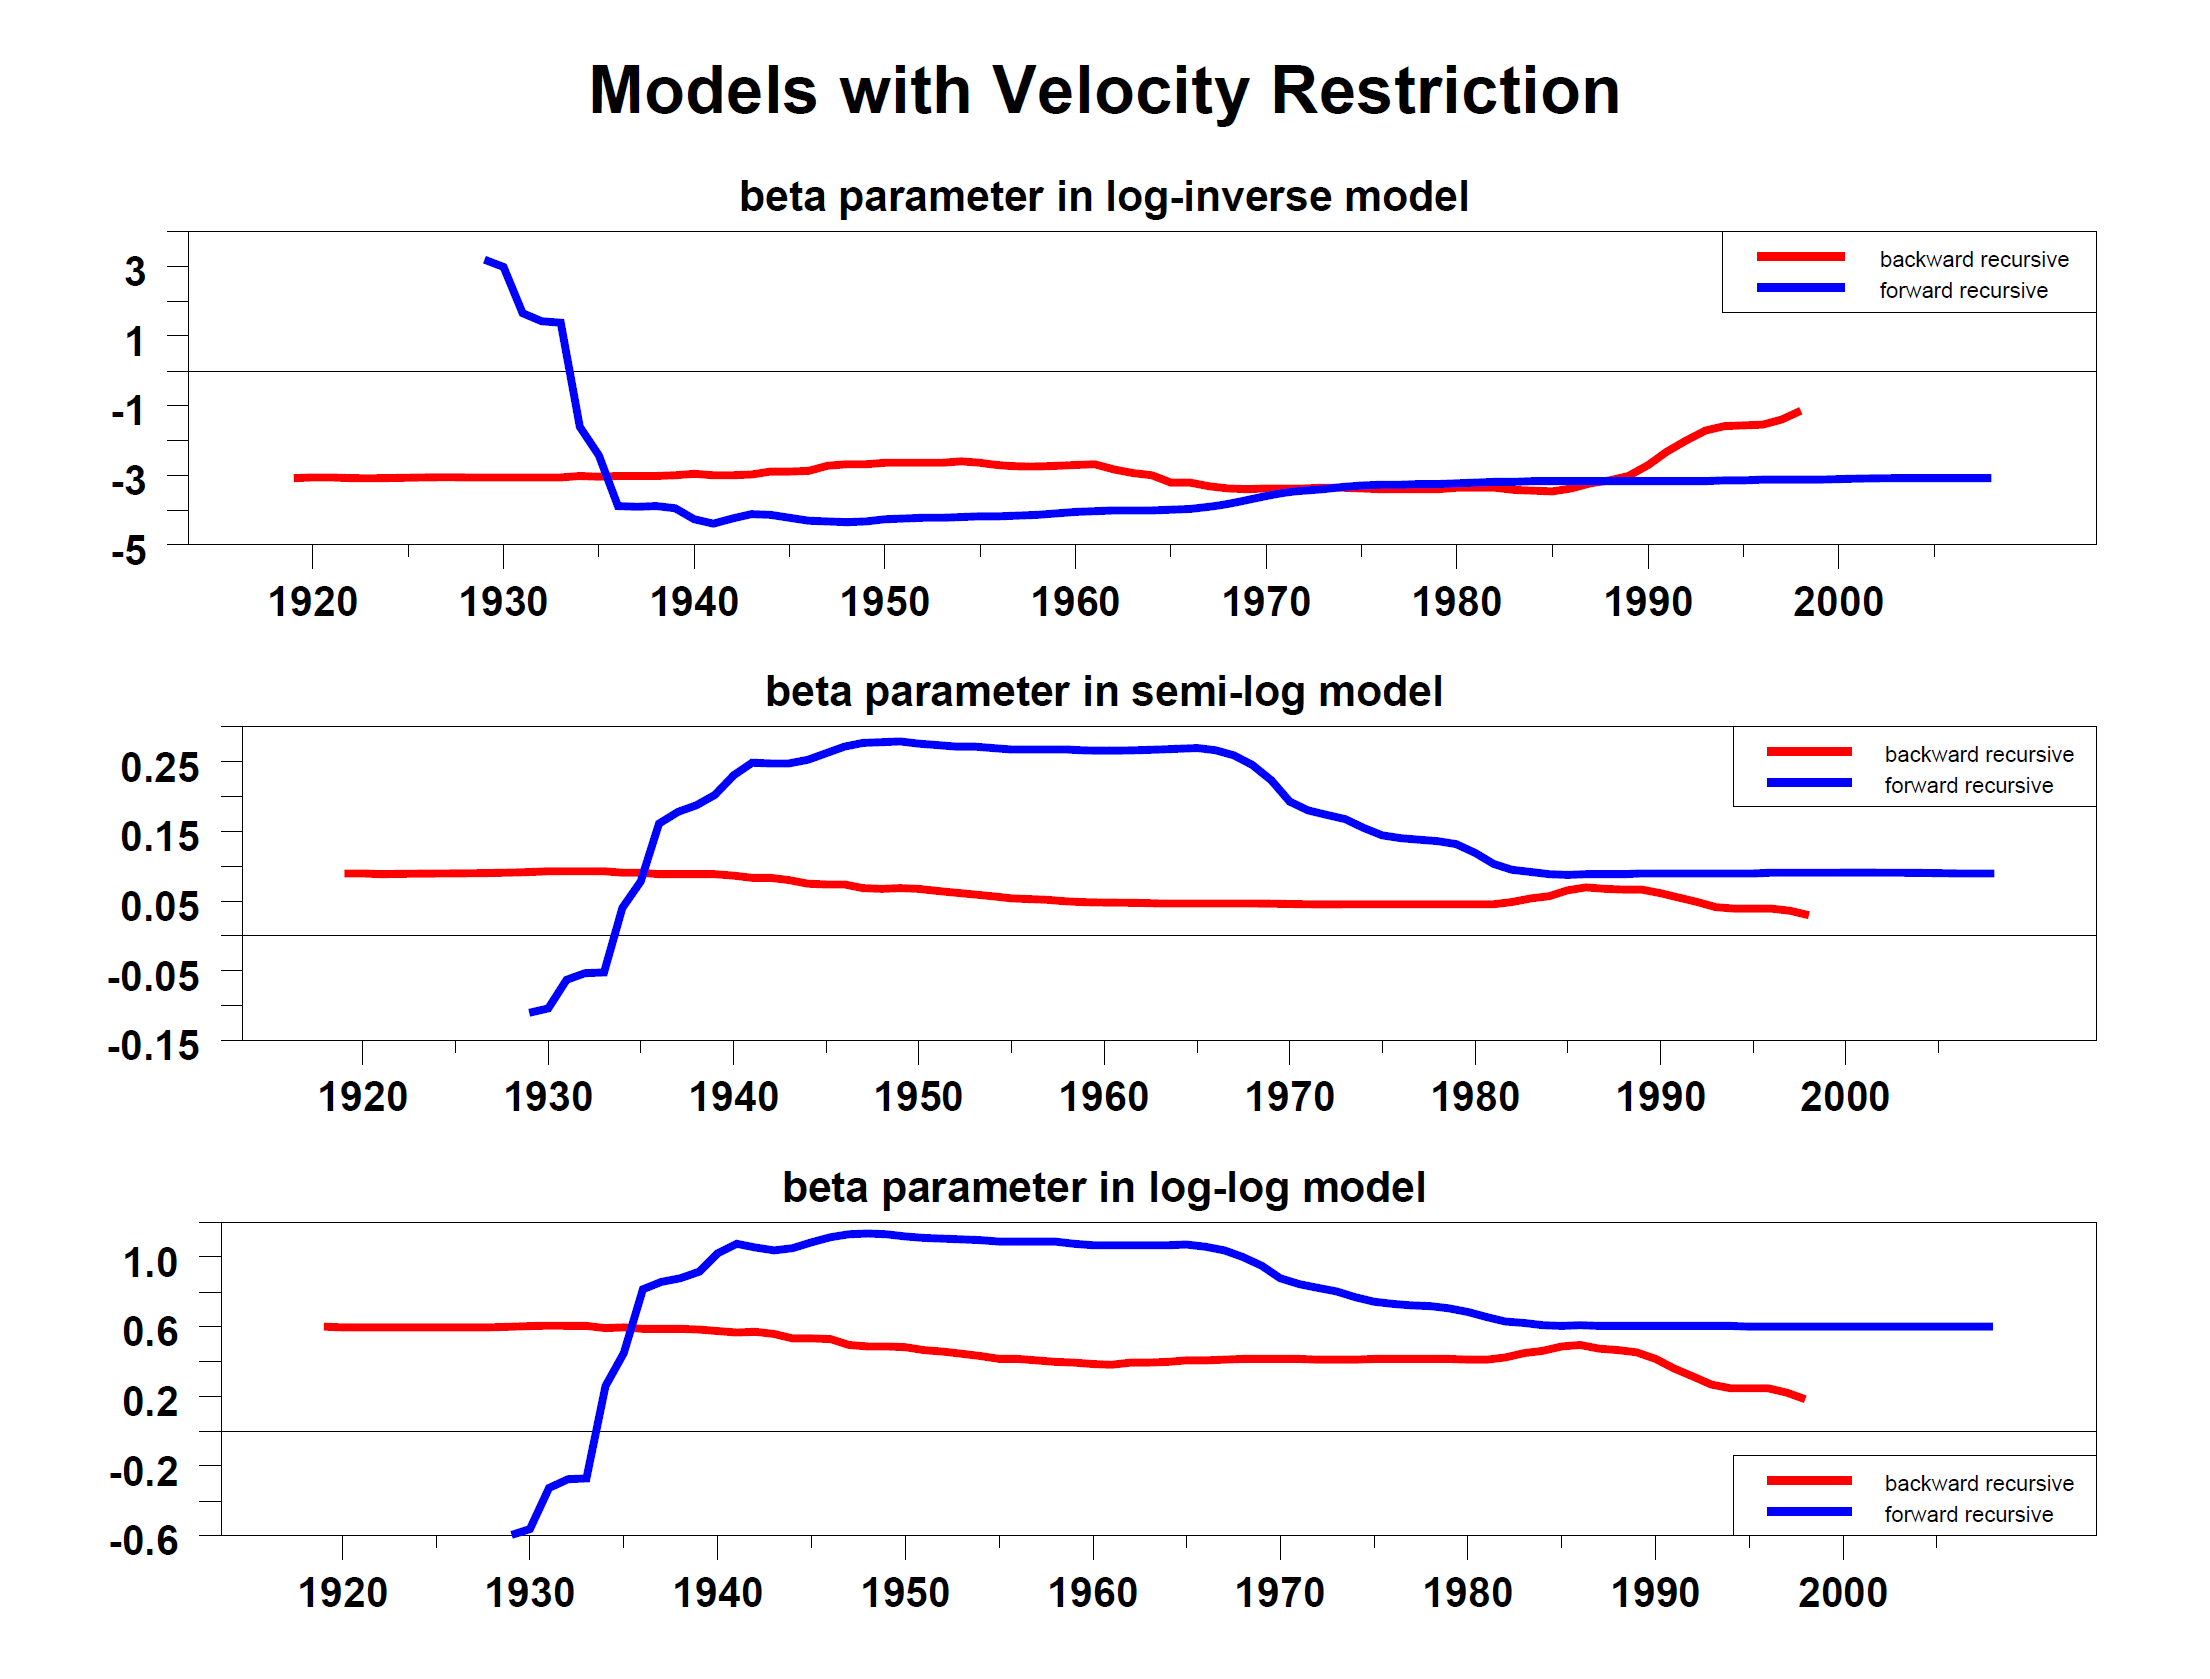 Models with Velocity Restriction
beta parameter in log-inverse model
backward recursive
forward recursive
3
1
-1
-3
-5
1920 1930 1940 1950 1960 1970 1980 1990 2000
beta parameter in semi-log model
backward recursive
forward recursive
0.25
0.15
0.05
-0.05
-0.15
1920 1930 1940 1950 1960 1970 1980 1990 2000
beta parameter in log-log model
1.0
0.6
0.2
-0.2
-0.6
backward recursive
forward recursive
1920 1930 1940 1950 1960 1970 1980 1990 2000